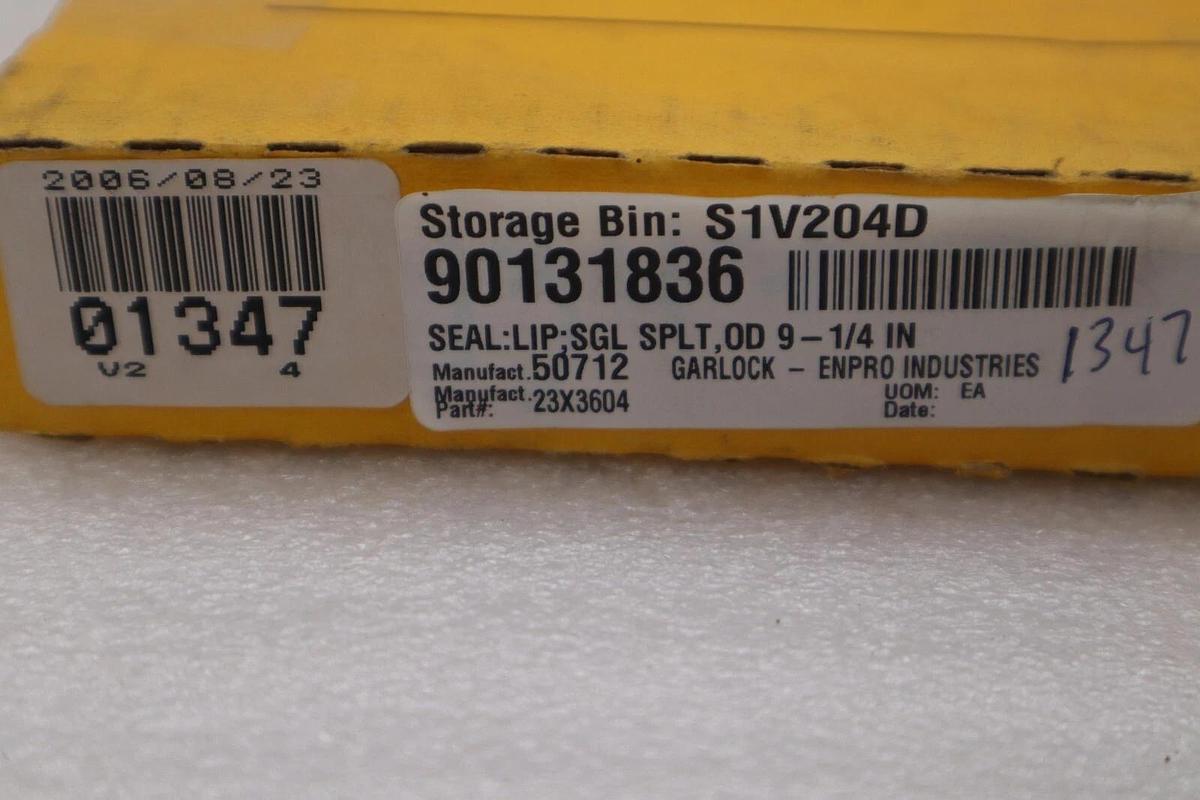 2006/08/23
01347
V2 4
Storage Bin: S1V204D
90131836
SEAL:LIP;SGL SPLT,OD 9-1/4 IN
Manufact. 50712 GARLOCK - ENPRO INDUSTRIES
Manufact. Part#: 23X3604
UOM: EA
Date:
1347